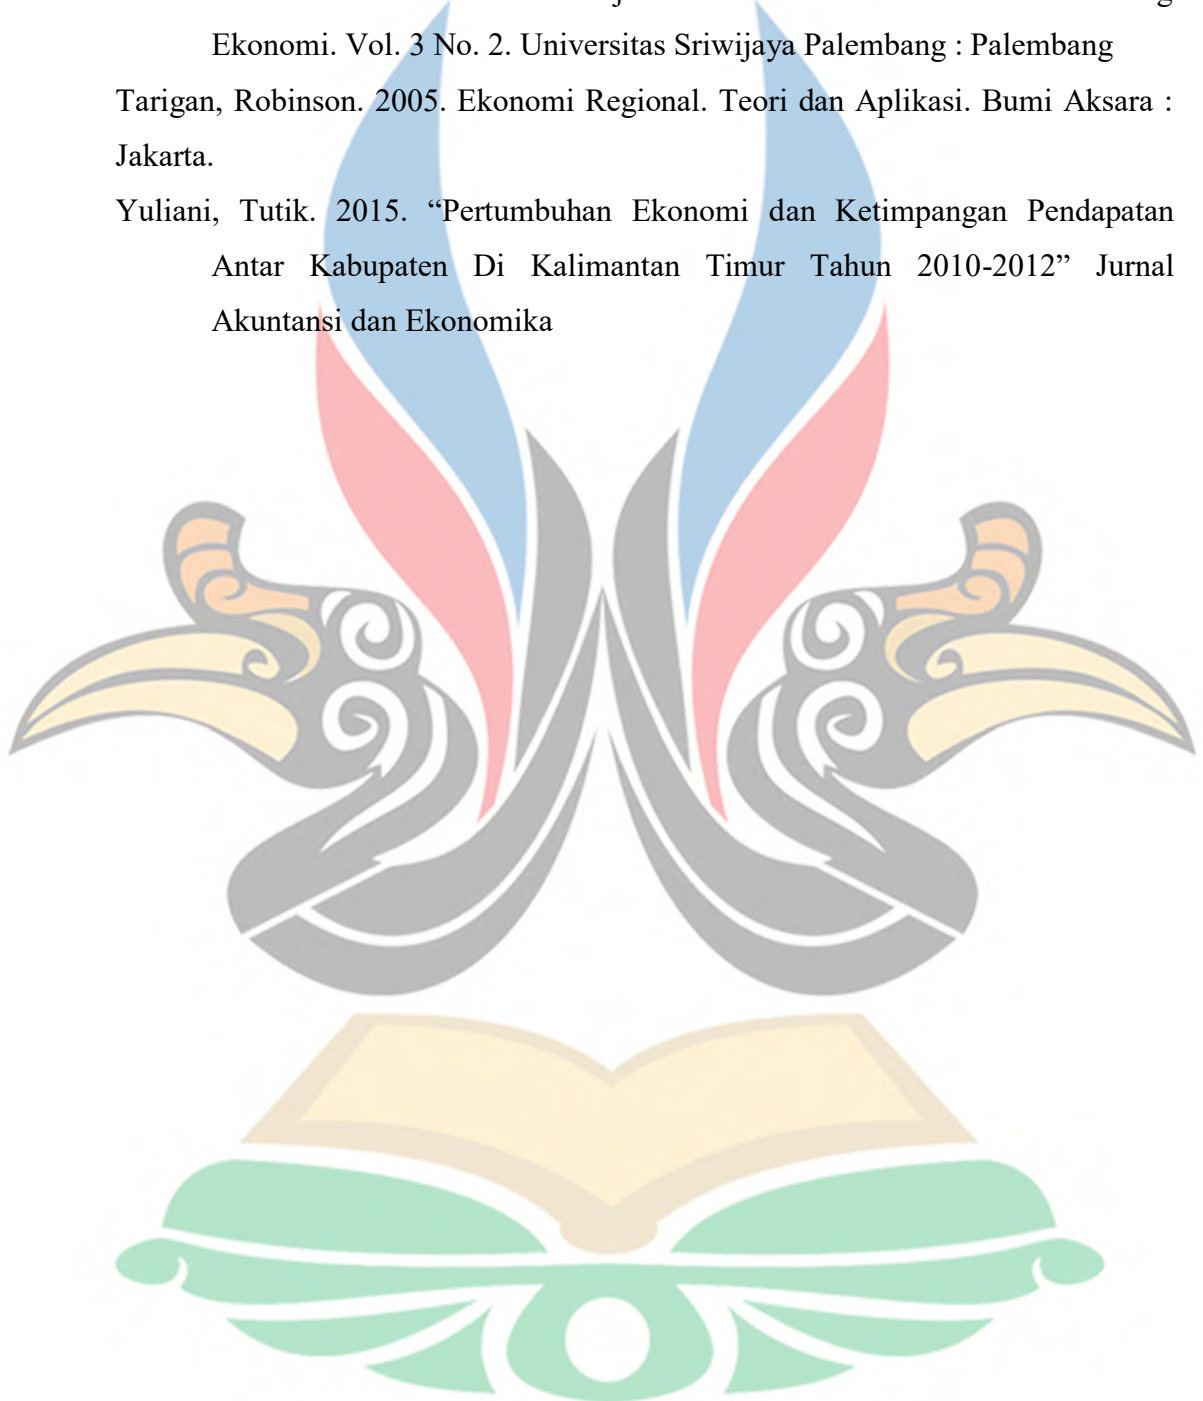 Ekonomi. Vol. 3 No. 2. Universitas Sriwijaya Palembang : Palembang
Tarigan, Robinson. 2005. Ekonomi Regional. Teori dan Aplikasi. Bumi Aksara :
Jakarta.
Yuliani, Tutik. 2015. “Pertumbuhan Ekonomi dan Ketimpangan Pendapatan
Antar Kabupaten Di Kalimantan Timur Tahun 2010-2012” Jurnal
Akuntansi dan Ekonomika